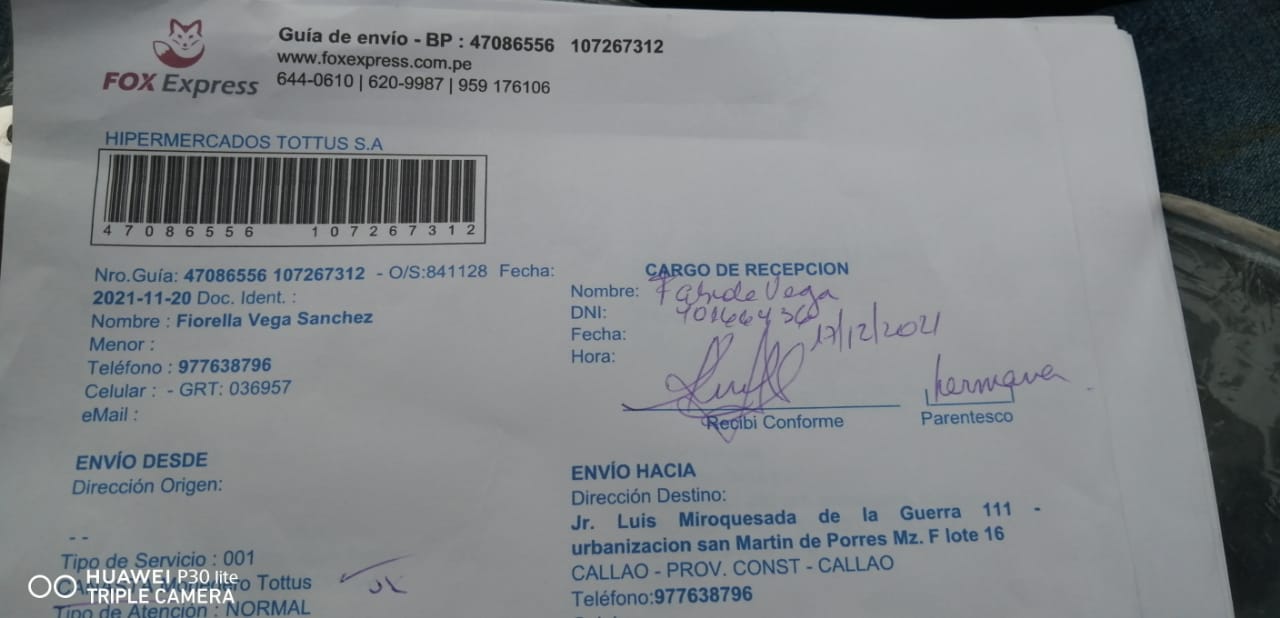 FOX Express
Guía de envío - BP : 47086556 107267312
www.foxexpress.com.pe
644-0610 | 620-9987 | 959 176106
HIPERMERCADOS TOTTUS S.A
47086556 107267312
Nro.Guía: 47086556 107267312 - O/S:841128 Fecha:
2021-11-20 Doc. Ident. :
Nombre : Fiorella Vega Sanchez
Menor :
Teléfono : 977638796
Celular : - GRT: 036957
eMail :
CARGO DE RECEPCION
Nombre: Vega
DNI:
Fecha: 17/12/2021
Hora:
hermana
Recibi Conforme
Parentesco
ENVÍO DESDE
Dirección Origen:
- -
Tipo de Servicio : 001
Tottus
Tipo de Atención : NORMAL
ENVÍO HACIA
Dirección Destino:
Jr. Luis Miroquesada de la Guerra 111 -
urbanizacion san Martin de Porres Mz. F lote 16
CALLAO - PROV. CONST - CALLAO
Teléfono:977638796
HUAWEI P30 lite
TRIPLE CAMERA